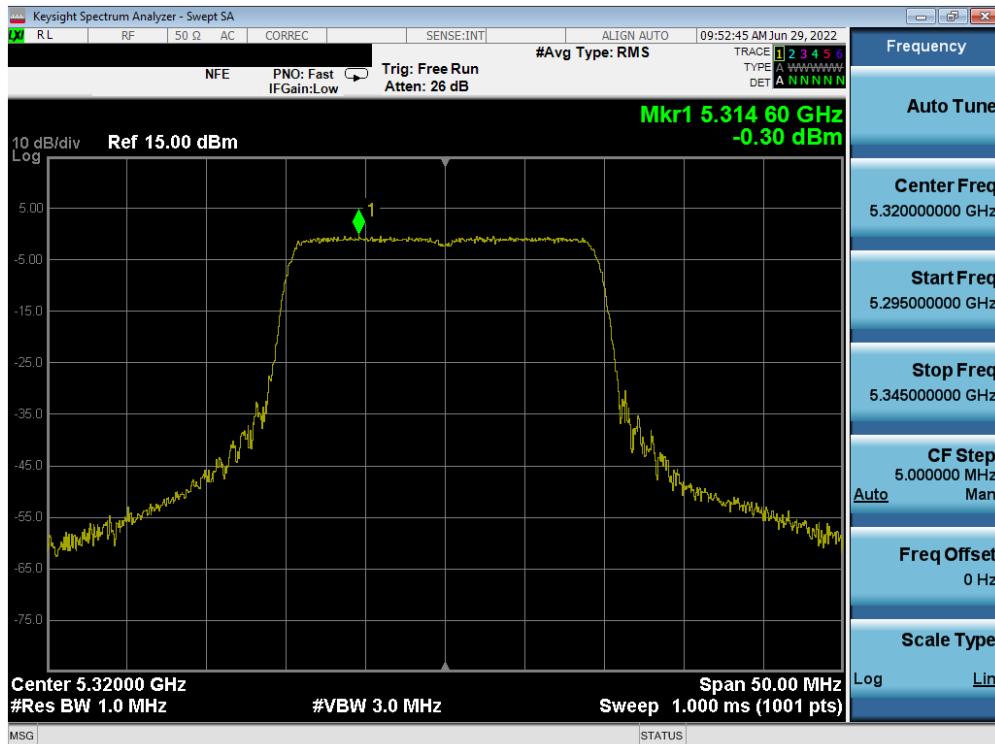 Keysight Spectrum Analyzer - Swept SA
LXI RL RF 50 Ω AC CORREC SENSE:INT ALIGN AUTO 09:52:45 AM Jun 29, 2022
#Avg Type: RMS
TRACE 1 2 3 4 5 6
TYPE A WWWWW
DET A N N N N N
NFE PNO: Fast Trig: Free Run
IFGain:Low Atten: 26 dB
Mkr1 5.314 60 GHz
-0.30 dBm
10 dB/div Ref 15.00 dBm
Log
1
5.00
-5.00
-15.0
-25.0
-35.0
-45.0
-55.0
-65.0
-75.0
Center 5.32000 GHz Span 50.00 MHz
#Res BW 1.0 MHz #VBW 3.0 MHz Sweep 1.000 ms (1001 pts)
MSG STATUS
Frequency
Auto Tune
Center Freq
5.320000000 GHz
Start Freq
5.295000000 GHz
Stop Freq
5.345000000 GHz
CF Step
5.000000 MHz
Auto Man
Freq Offset
0 Hz
Scale Type
Log Lin